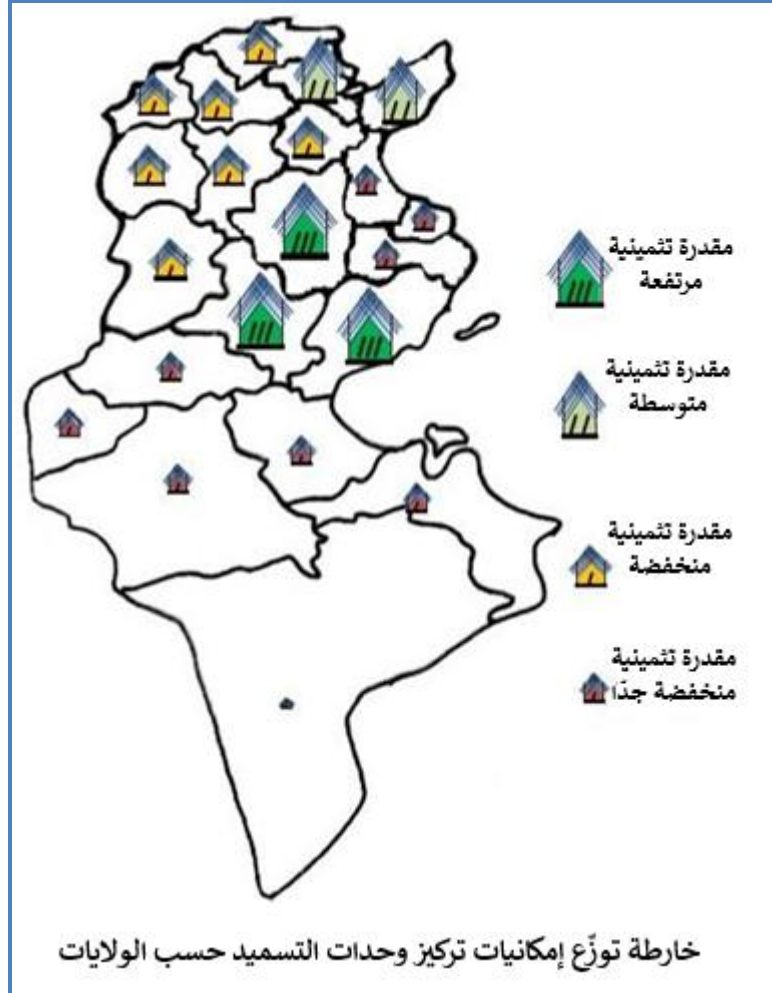 مقدرة تثمينية
مرتفعة
مقدرة تثمينية
متوسطة
مقدرة تثمينية
منخفضة
مقدرة تثمينية
منخفضة جدّا
خارطة توزّع إمكانيات تركيز وحدات التسميد حسب الولايات